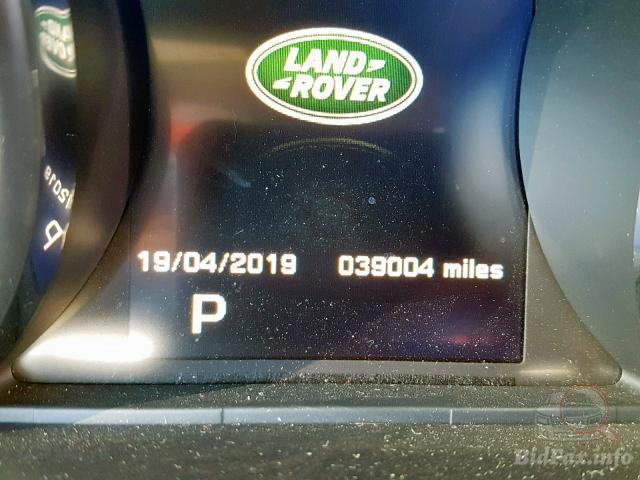 LAND
ROVER
19/04/2019 039004 miles
P
BidFax.info